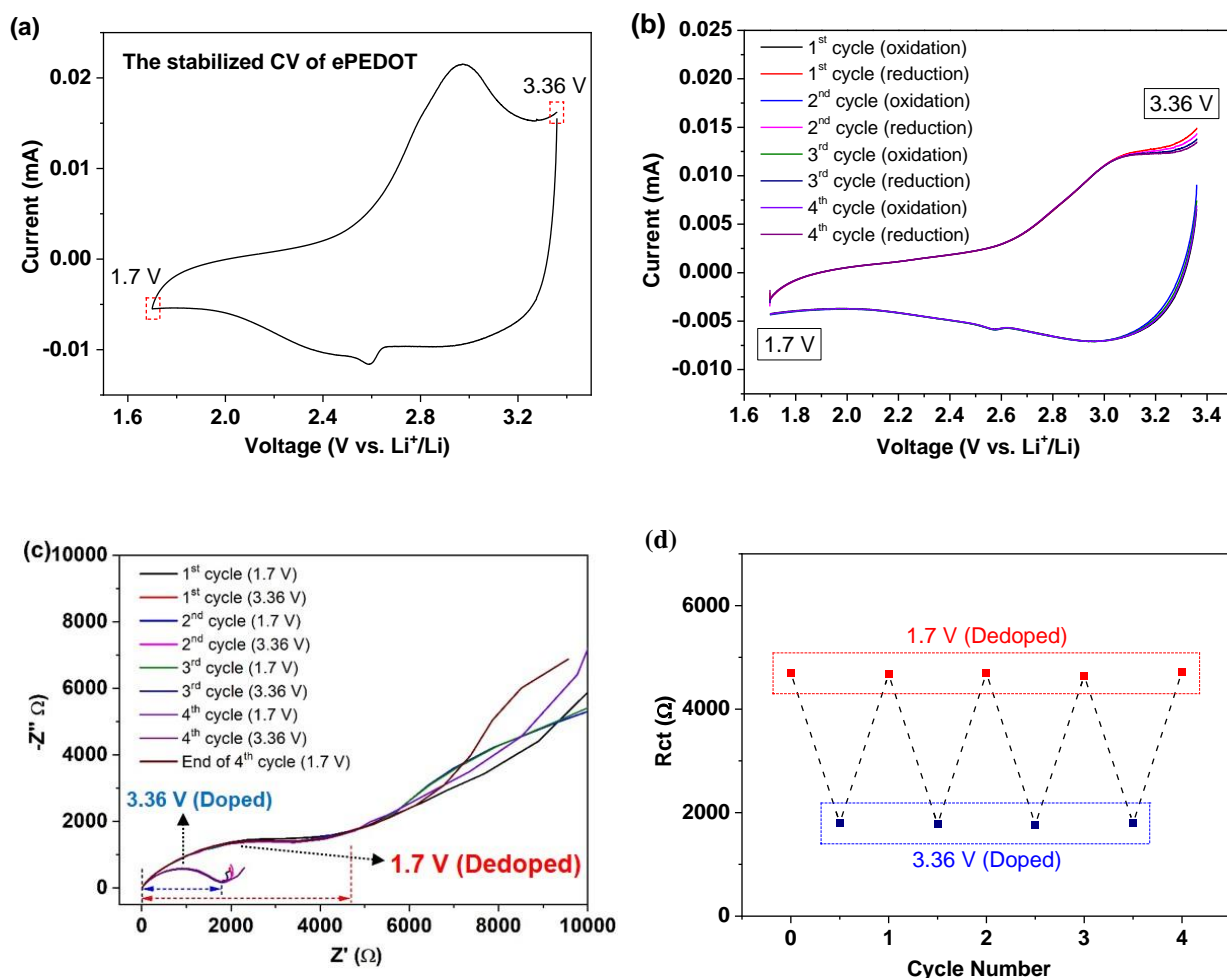 (a)
The stabilized CV of ePEDOT
3.36 V
1.7 V
0.02
0.01
0.00
-0.01
Current (mA)
1.6
2.0
2.4
2.8
3.2
Voltage (V vs. Li⁺/Li)
(b)
1st cycle (oxidation)
1st cycle (reduction)
2nd cycle (oxidation)
2nd cycle (reduction)
3rd cycle (oxidation)
3rd cycle (reduction)
4th cycle (oxidation)
4th cycle (reduction)
3.36 V
1.7 V
0.025
0.020
0.015
0.010
0.005
0.000
-0.005
-0.010
Current (mA)
1.6 1.8 2.0 2.2 2.4 2.6 2.8 3.0 3.2 3.4 3.6
Voltage (V vs. Li⁺/Li)
(c)
10000
8000
6000
4000
2000
0
-Z" (Ω)
1st cycle (1.7 V)
1st cycle (3.36 V)
2nd cycle (1.7 V)
2nd cycle (3.36 V)
3rd cycle (1.7 V)
3rd cycle (3.36 V)
4th cycle (1.7 V)
4th cycle (3.36 V)
End of 4th cycle (1.7 V)
3.36 V (Doped)
1.7 V (Dedoped)
0 2000 4000 6000 8000 10000
Z' (Ω)
(d)
6000
4000
2000
0
Rct (Ω)
1.7 V (Dedoped)
3.36 V (Doped)
0 1 2 3 4
Cycle Number